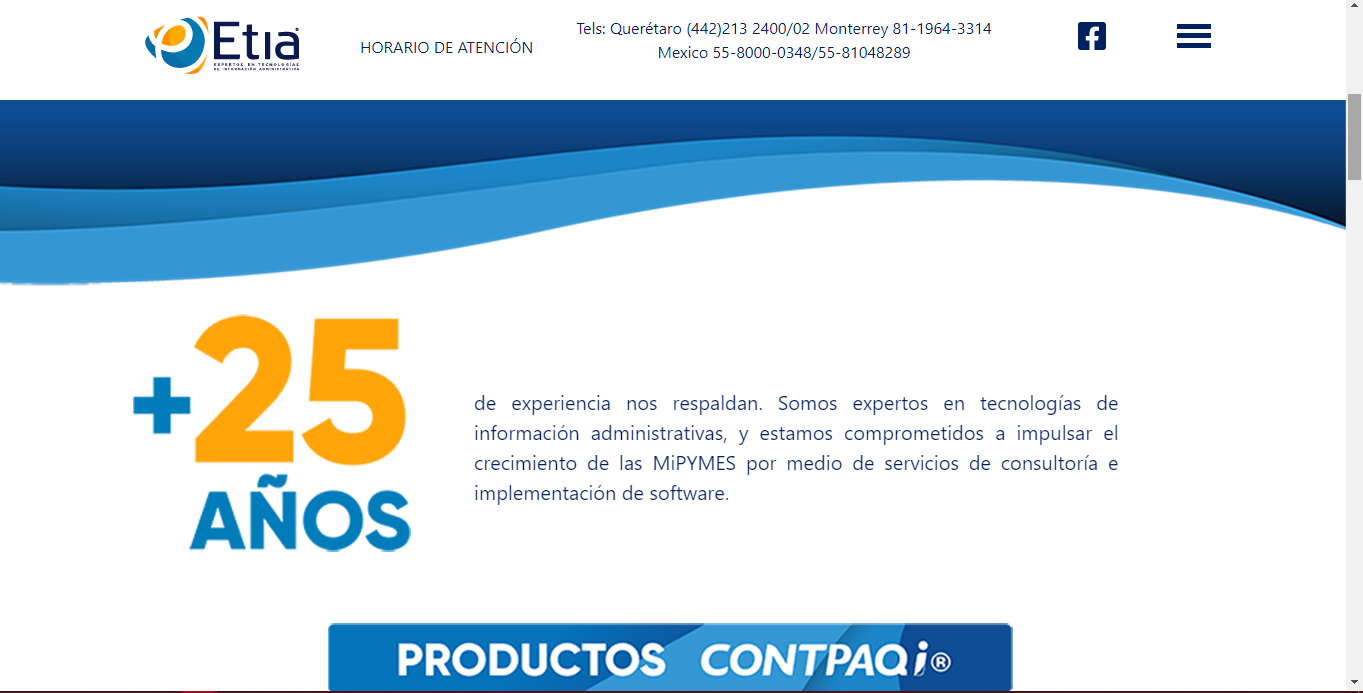 Etia
EXPERTOS EN TECNOLOGÍAS
DE INFORMACIÓN ADMINISTRATIVA
HORARIO DE ATENCIÓN
Tels: Querétaro (442)213 2400/02 Monterrey 81-1964-3314
Mexico 55-8000-0348/55-81048289
+25
AÑOS
de experiencia nos respaldan. Somos expertos en tecnologías de
información administrativas, y estamos comprometidos a impulsar el
crecimiento de las MiPYMES por medio de servicios de consultoría e
implementación de software.
PRODUCTOS CONTPAQi®